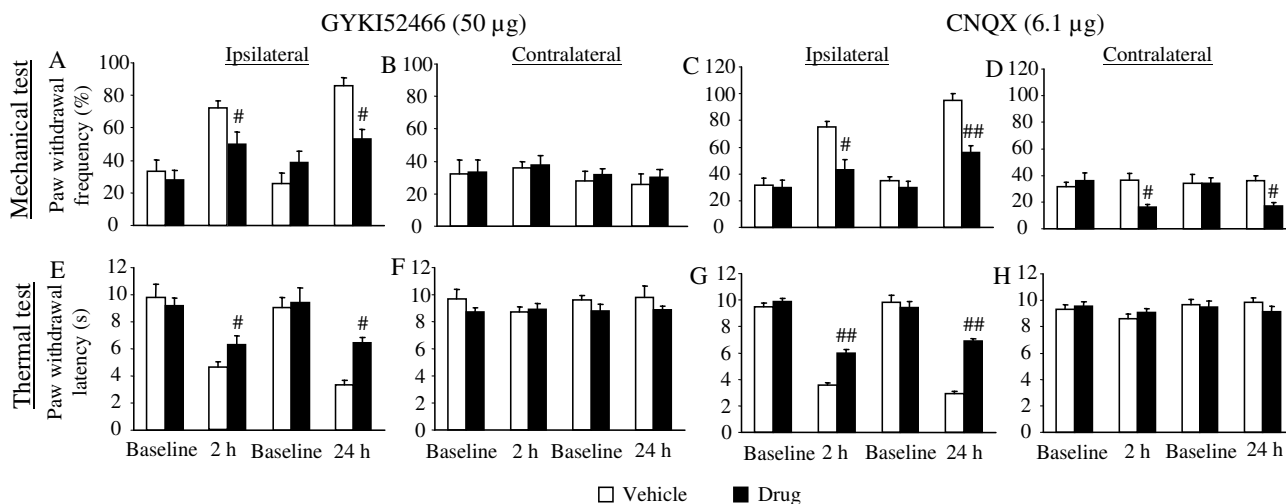 GYKI52466 (50 µg)
CNQX (6.1 µg)
Mechanical test
Paw withdrawal
frequency (%)
A
Ipsilateral
100
80
60
40
20
0
B
Contralateral
100
80
60
40
20
0
C
Ipsilateral
120
100
80
60
40
20
0
D
Contralateral
120
100
80
60
40
20
0
# #
# ##
# #
Thermal test
Paw withdrawal
latency (s)
E
12
10
8
6
4
2
0
# #
Baseline 2 h Baseline 24 h
F
12
10
8
6
4
2
0
Baseline 2 h Baseline 24 h
G
12
10
8
6
4
2
0
## ##
Baseline 2 h Baseline 24 h
H
12
10
8
6
4
2
0
Baseline 2 h Baseline 24 h
Vehicle Drug